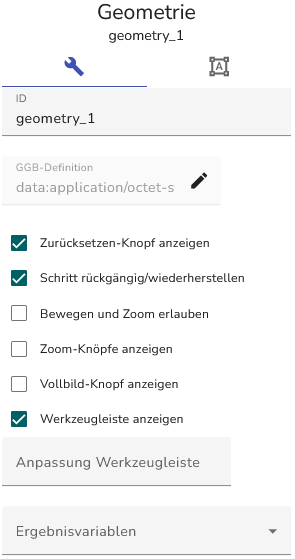 Geometrie
geometry_1
A
ID
geometry_1
GGB-Definition
data:application/octet-s
Zurücksetzen-Knopf anzeigen
Schritt rückgängig/wiederherstellen
Bewegen und Zoom erlauben
Zoom-Knöpfe anzeigen
Vollbild-Knopf anzeigen
Werkzeugleiste anzeigen
Anpassung Werkzeugleiste
Ergebnisvariablen